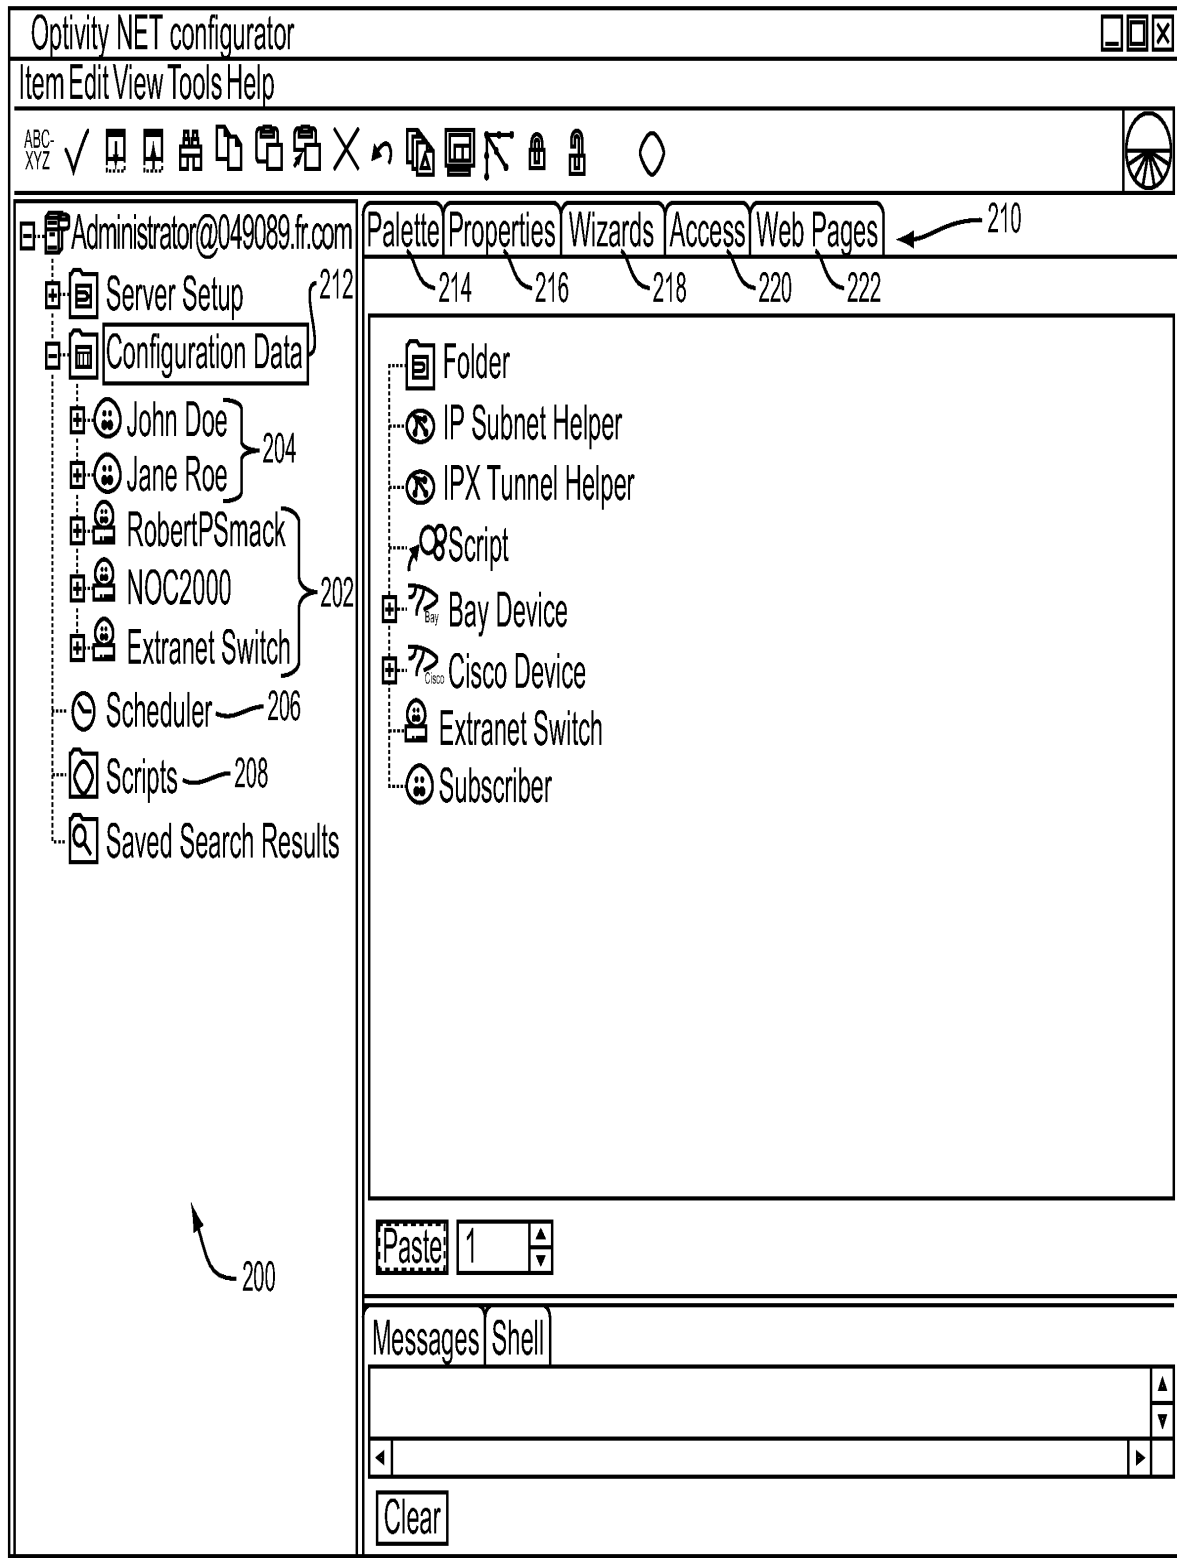 Optivity NET configurator
Item Edit View Tools Help
ABC-
XYZ
Administrator@049089.fr.com
Server Setup
212
Configuration Data
John Doe
204
Jane Roe
RobertPSmack
NOC2000
202
Extranet Switch
Scheduler
206
Scripts
208
Saved Search Results
200
Palette Properties Wizards Access Web Pages
210
214 216 218 220 222
Folder
IP Subnet Helper
IPX Tunnel Helper
Script
Bay
Bay Device
Cisco
Cisco Device
Extranet Switch
Subscriber
Paste 1
Messages Shell
Clear